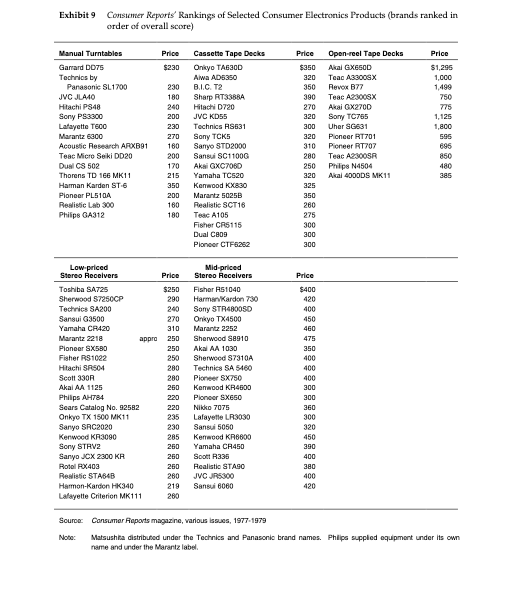 Exhibit 9 Consumer Reports' Rankings of Selected Consumer Electronics Products (brands ranked in
order of overall score)
Manual Turntables Price Cassette Tape Decks Price Open-reel Tape Decks Price
Garrard DD75 $230 Onkyo TA630D $350 Akai GX650D $1,295
Technics by Aiwa AD6350 320 Teac A3300SX 1,000
Panasonic SL1700 230 B.I.C. T2 350 Revox B77 1,499
JVC JLA40 180 Sharp RT3388A 390 Teac A2300SX 750
Hitachi PS48 240 Hitachi D720 270 Akai GX270D 775
Sony PS3300 200 JVC KD55 320 Sony TC765 1,125
Lafayette T600 230 Technics RS631 300 Uher SG631 1,800
Marantz 6300 270 Sony TCK5 320 Pioneer RT701 595
Acoustic Research ARXB91 160 Sanyo STD2000 310 Pioneer RT707 695
Teac Micro Seiki DD20 200 Sansui SC1100G 280 Teac A2300SR 850
Dual CS 502 170 Akai GXC706D 250 Philips N4504 480
Thorens TD 166 MK11 215 Yamaha TC520 320 Akai 4000DS MK11 385
Harman Karden ST-6 350 Kenwood KX830 325
Pioneer PL510A 200 Marantz 5025B 350
Realistic Lab 300 160 Realistic SCT16 260
Philips GA312 180 Teac A105 275
Fisher CR5115 300
Dual C809 300
Pioneer CTF6262 300
Low-priced Mid-priced
Stereo Receivers Price Stereo Receivers Price
Toshiba SA725 $250 Fisher R51040 $400
Sherwood S7250CP 290 Harman/Kardon 730 420
Technics SA200 240 Sony STR4800SD 400
Sansui G3500 270 Onkyo TX4500 450
Yamaha CR420 310 Marantz 2252 460
Marantz 2218 appro 250 Sherwood S8910 475
Pioneer SX580 250 Akai AA 1030 350
Fisher RS1022 250 Sherwood S7310A 400
Hitachi SR504 280 Technics SA 5460 400
Scott 330R 280 Pioneer SX750 400
Akai AA 1125 260 Kenwood KR4600 300
Philips AH784 220 Pioneer SX650 300
Sears Catalog No. 92582 220 Nikko 7075 360
Onkyo TX 1500 MK11 235 Lafayette LR3030 300
Sanyo SRC2020 230 Sansui 5050 320
Kenwood KR3090 285 Kenwood KR6600 450
Sony STRV2 260 Yamaha CR450 390
Sanyo JCX 2300 KR 260 Scott R336 400
Rotel RX403 260 Realistic STA90 380
Realistic STA64B 260 JVC JR5300 400
Harmon-Kardon HK340 219 Sansui 6060 420
Lafayette Criterion MK111 260
Source: Consumer Reports magazine, various issues, 1977-1979
Note: Matsushita distributed under the Technics and Panasonic brand names. Philips supplied equipment under its own
name and under the Marantz label.